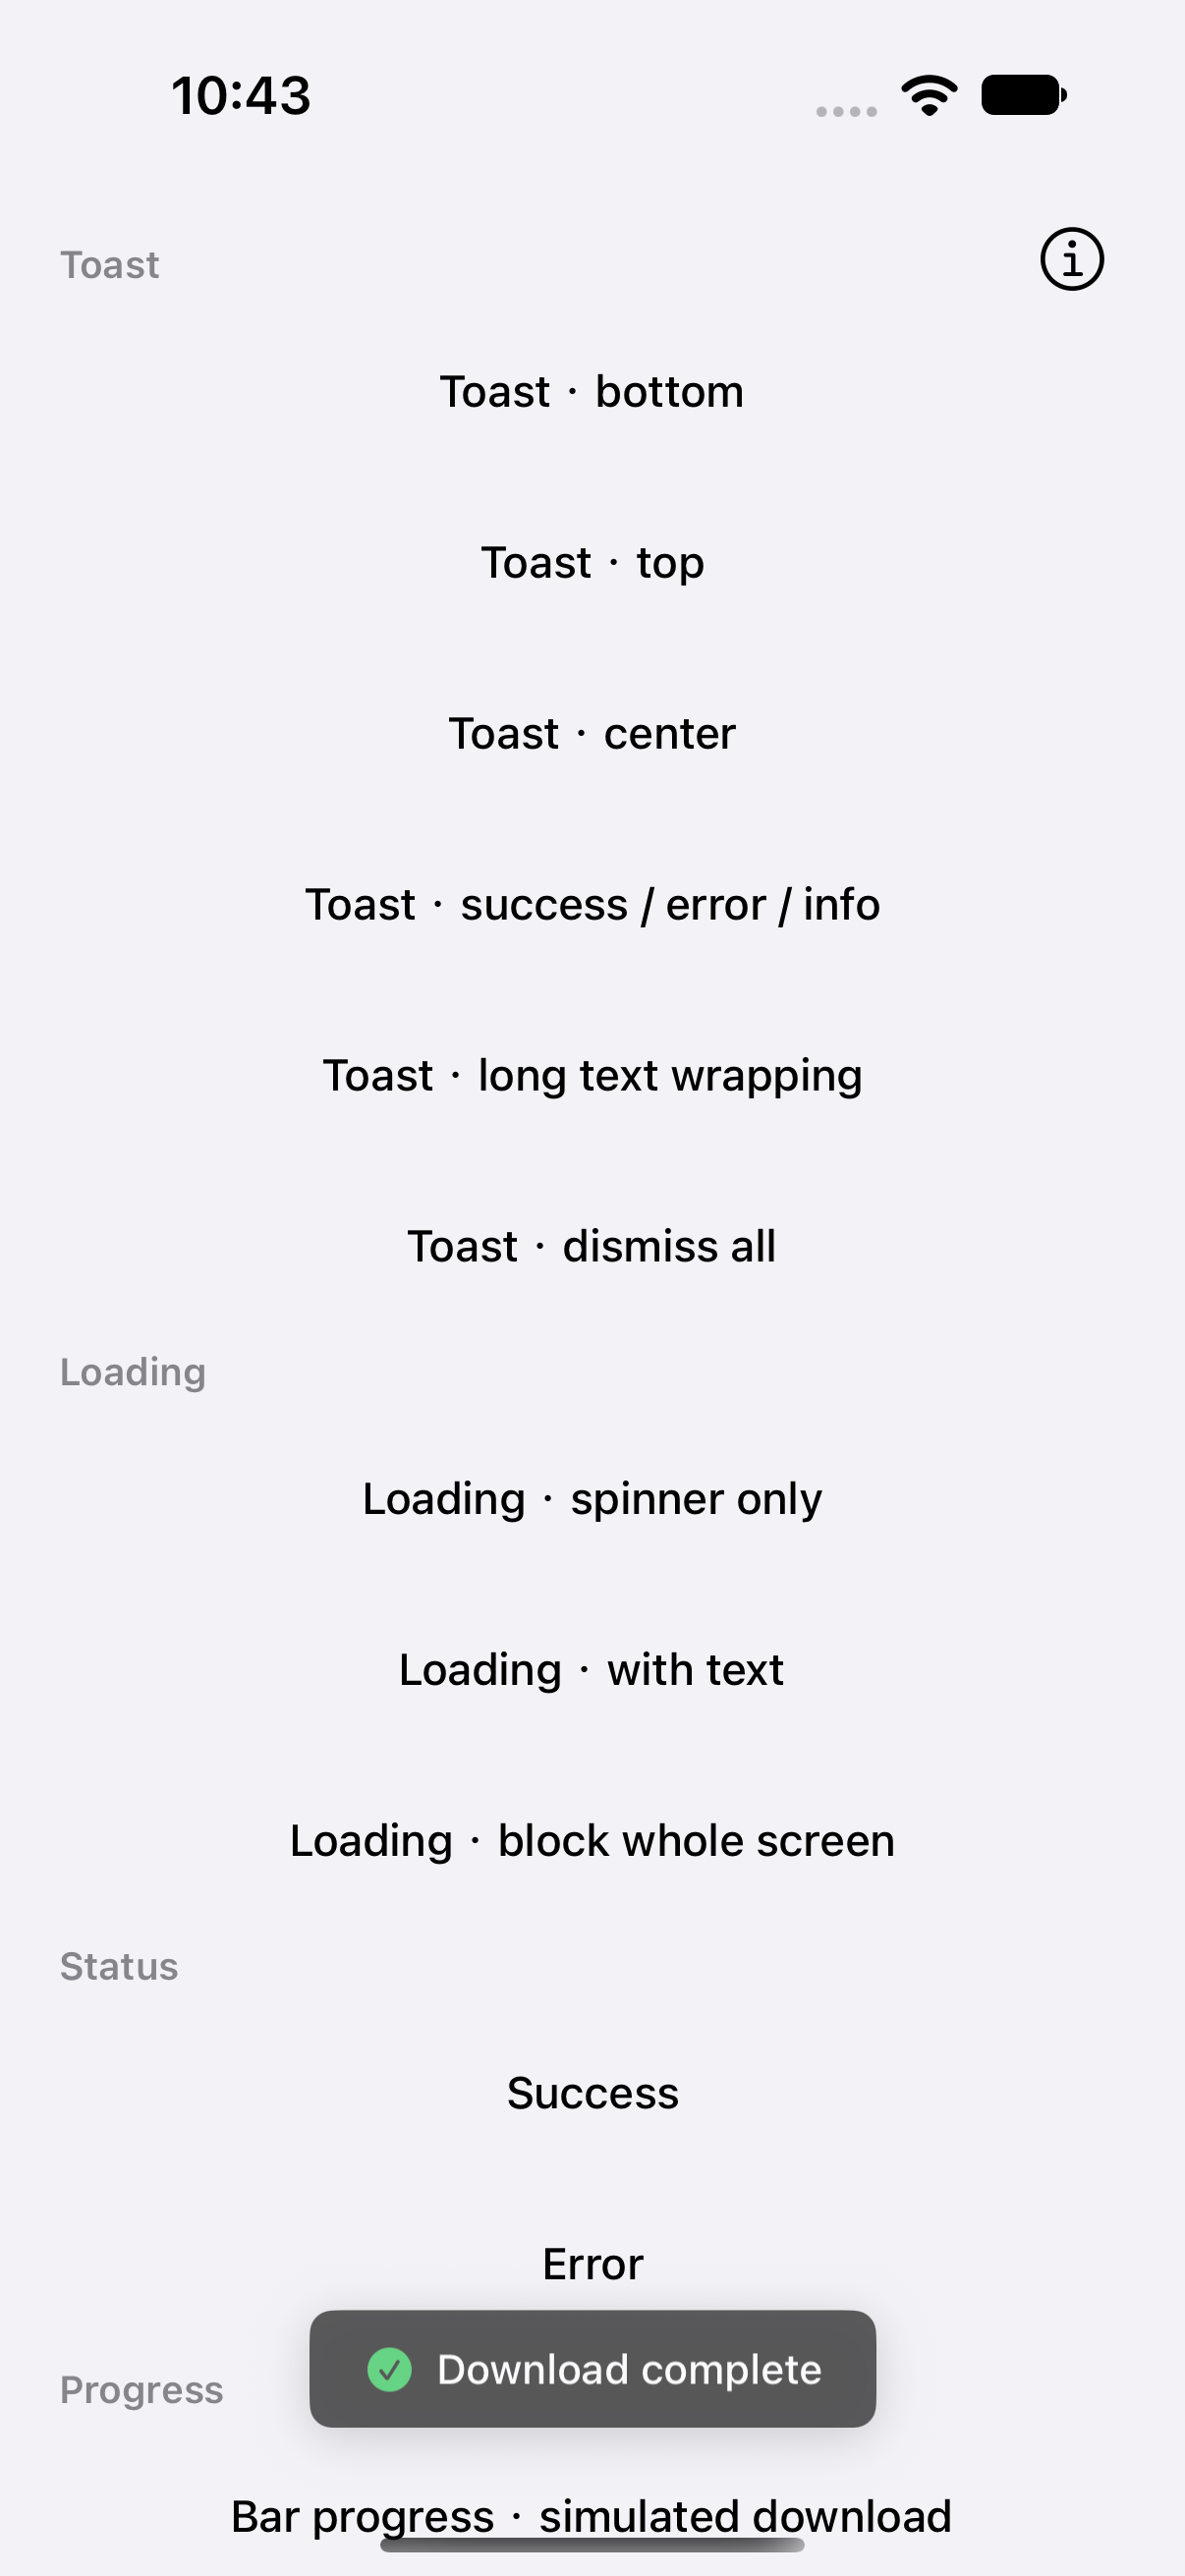 10:43
Toast
Toast · bottom
Toast · top
Toast · center
Toast · success / error / info
Toast · long text wrapping
Toast · dismiss all
Loading
Loading · spinner only
Loading · with text
Loading · block whole screen
Status
Success
Error
Download complete
Progress
Bar progress · simulated download